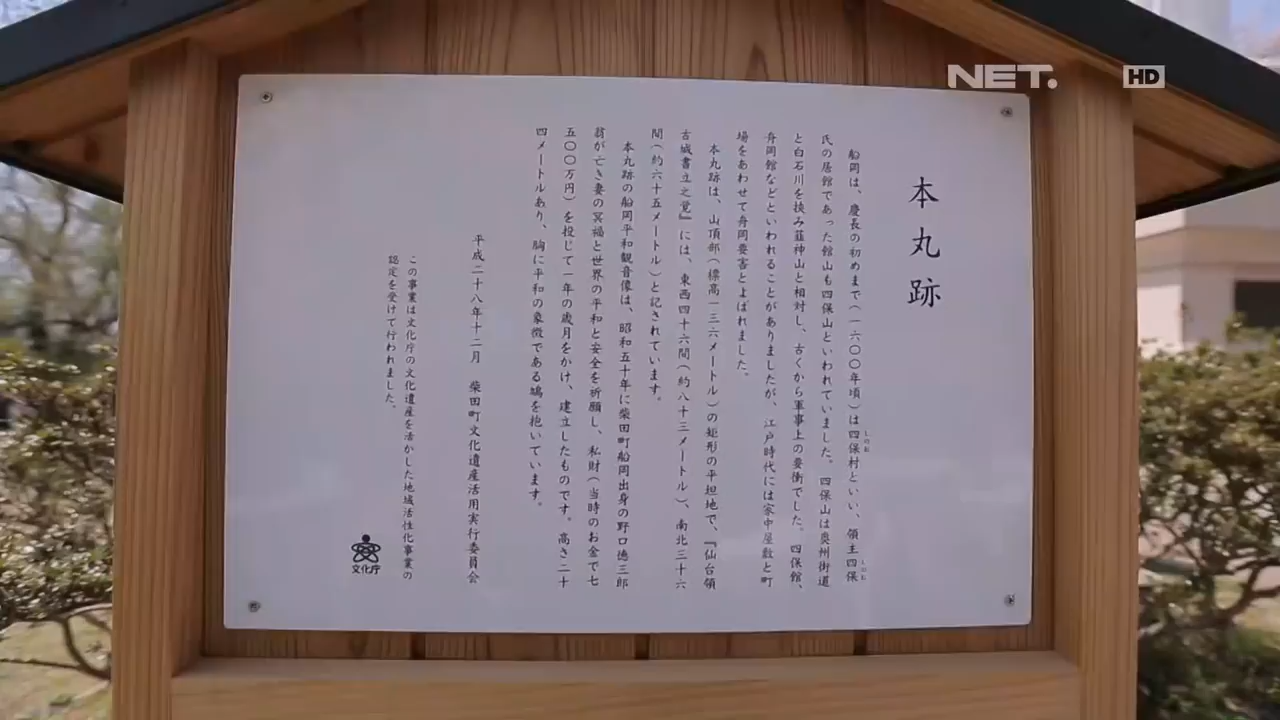 本丸跡
船岡は、慶長の初めまで(一六〇〇年頃)は四保村といい、領主四保
しのお
しのお
氏の居館であった館山も四保山といわれていました。四保山は奥州街道
と白石川を挟み韮神山と相対し、古くから軍事上の要衝でした。四保館、
舟岡館などといわれることがありましたが、江戸時代には家中屋敷と町
場をあわせて舟岡要害とよばれました。
本丸跡は、山頂部(標高一三六メートル)の矩形の平坦地で、『仙台領
古城書立之覚』には、東西四十六間(約八十三メートル)、南北三十六
間(約六十五メートル)と記されています。
本丸跡の船岡平和観音像は、昭和五十年に柴田町船岡出身の野口徳三郎
翁が亡き妻の冥福と世界の平和と安全を祈願し、私財(当時のお金で七
五〇〇万円)を投じて一年の歳月をかけ、建立したものです。高さ二十
四メートルあり、胸に平和の象徴である鳩を抱いています。
平成二十八年十二月 柴田町文化遺産活用実行委員会
この事業は文化庁の文化遺産を活かした地域活性化事業の
認定を受けて行われました。
文化庁
NET. HD